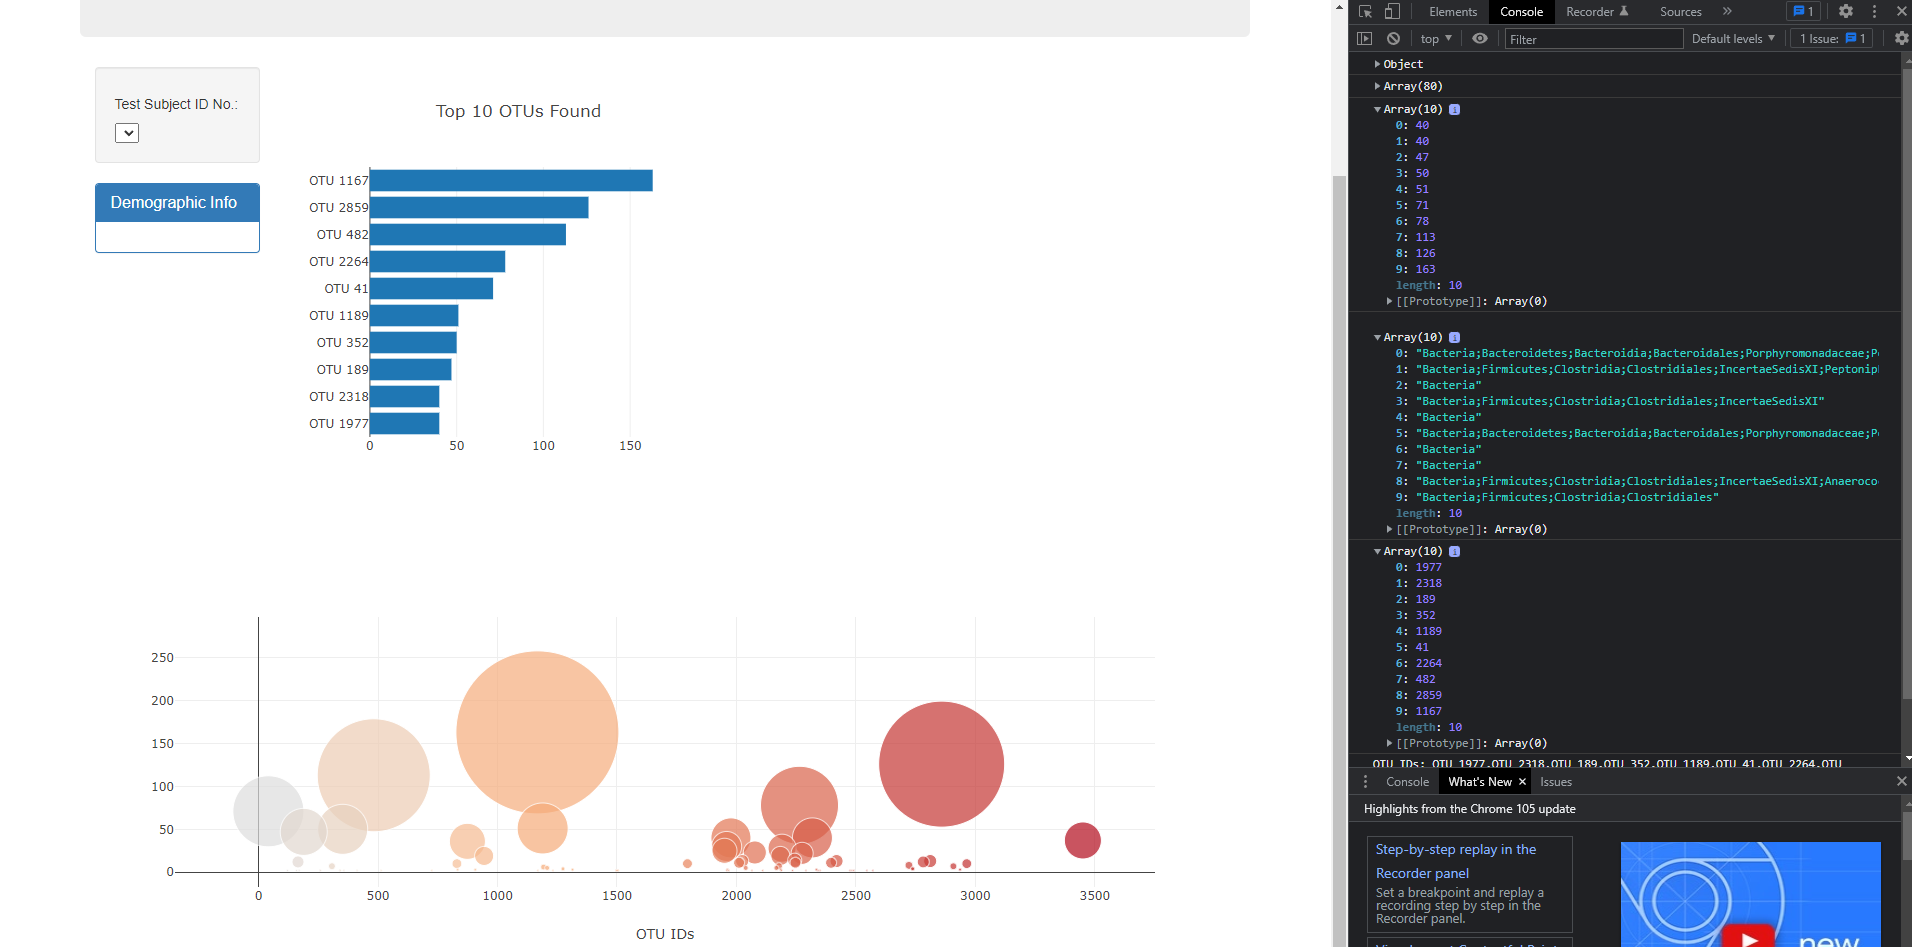 Test Subject ID No.:
Demographic Info
Top 10 OTUs Found
OTU 1167
OTU 2859
OTU 482
OTU 2264
OTU 41
OTU 1189
OTU 352
OTU 189
OTU 2318
OTU 1977
0 50 100 150
250
200
150
100
50
0
0 500 1000 1500 2000 2500 3000 3500
OTU IDs
Elements Console Recorder Sources » 1
top Filter Default levels 1 Issue: 1
Object
Array(80)
Array(10) i
0: 40
1: 40
2: 47
3: 50
4: 51
5: 71
6: 78
7: 113
8: 126
9: 163
length: 10
[[Prototype]]: Array(0)
Array(10) i
0: "Bacteria;Bacteroidetes;Bacteroidia;Bacteroidales;Porphyromonadaceae;P
1: "Bacteria;Firmicutes;Clostridia;Clostridiales;IncertaeSedisXI;Peptonip
2: "Bacteria"
3: "Bacteria;Firmicutes;Clostridia;Clostridiales;IncertaeSedisXI"
4: "Bacteria"
5: "Bacteria;Bacteroidetes;Bacteroidia;Bacteroidales;Porphyromonadaceae;P
6: "Bacteria"
7: "Bacteria"
8: "Bacteria;Firmicutes;Clostridia;Clostridiales;IncertaeSedisXI;Anaeroco
9: "Bacteria;Firmicutes;Clostridia;Clostridiales"
length: 10
[[Prototype]]: Array(0)
Array(10) i
0: 1977
1: 2318
2: 189
3: 352
4: 1189
5: 41
6: 2264
7: 482
8: 2859
9: 1167
length: 10
[[Prototype]]: Array(0)
OTU IDs: OTU 1977,OTU 2318,OTU 189,OTU 352,OTU 1189,OTU 41,OTU 2264,OTU
Console What's New × Issues
Highlights from the Chrome 105 update
Step-by-step replay in the
Recorder panel
Set a breakpoint and replay a
recording step by step in the
Recorder panel.
new